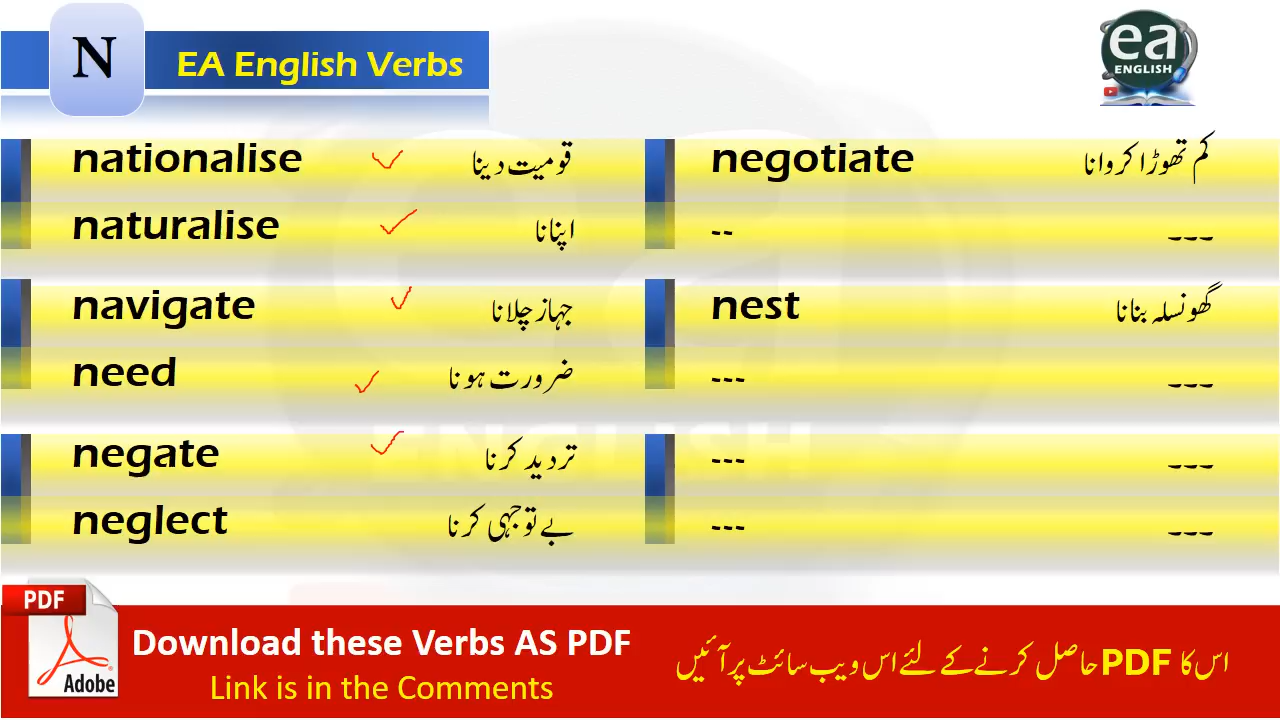 N
EA English Verbs
ea
ENGLISH
nationalise قومیت دینا
naturalise اپنانا
navigate جہاز چلانا
need ضرورت ہونا
negate تردید کرنا
neglect بے توجہی کرنا
negotiate کم تھوڑا کروانا
-- ---
nest گھونسلہ بنانا
--- ---
--- ---
--- ---
PDF
Adobe
Download these Verbs AS PDF
Link is in the Comments
اس کا PDF حاصل کرنے کے لئے اس ویب سائٹ پر آئیں